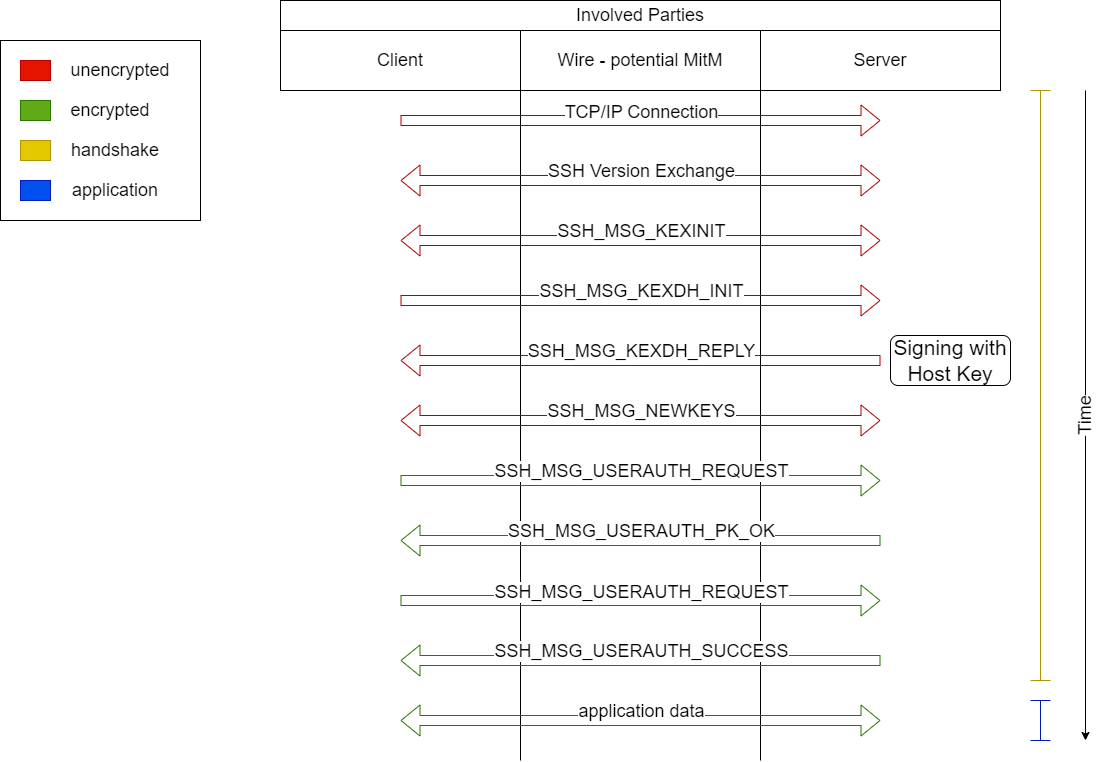 Involved Parties
Client
Wire - potential MitM
Server
unencrypted
encrypted
handshake
application
TCP/IP Connection
SSH Version Exchange
SSH_MSG_KEXINIT
SSH_MSG_KEXDH_INIT
SSH_MSG_KEXDH_REPLY
Signing with
Host Key
SSH_MSG_NEWKEYS
Time
SSH_MSG_USERAUTH_REQUEST
SSH_MSG_USERAUTH_PK_OK
SSH_MSG_USERAUTH_REQUEST
SSH_MSG_USERAUTH_SUCCESS
application data